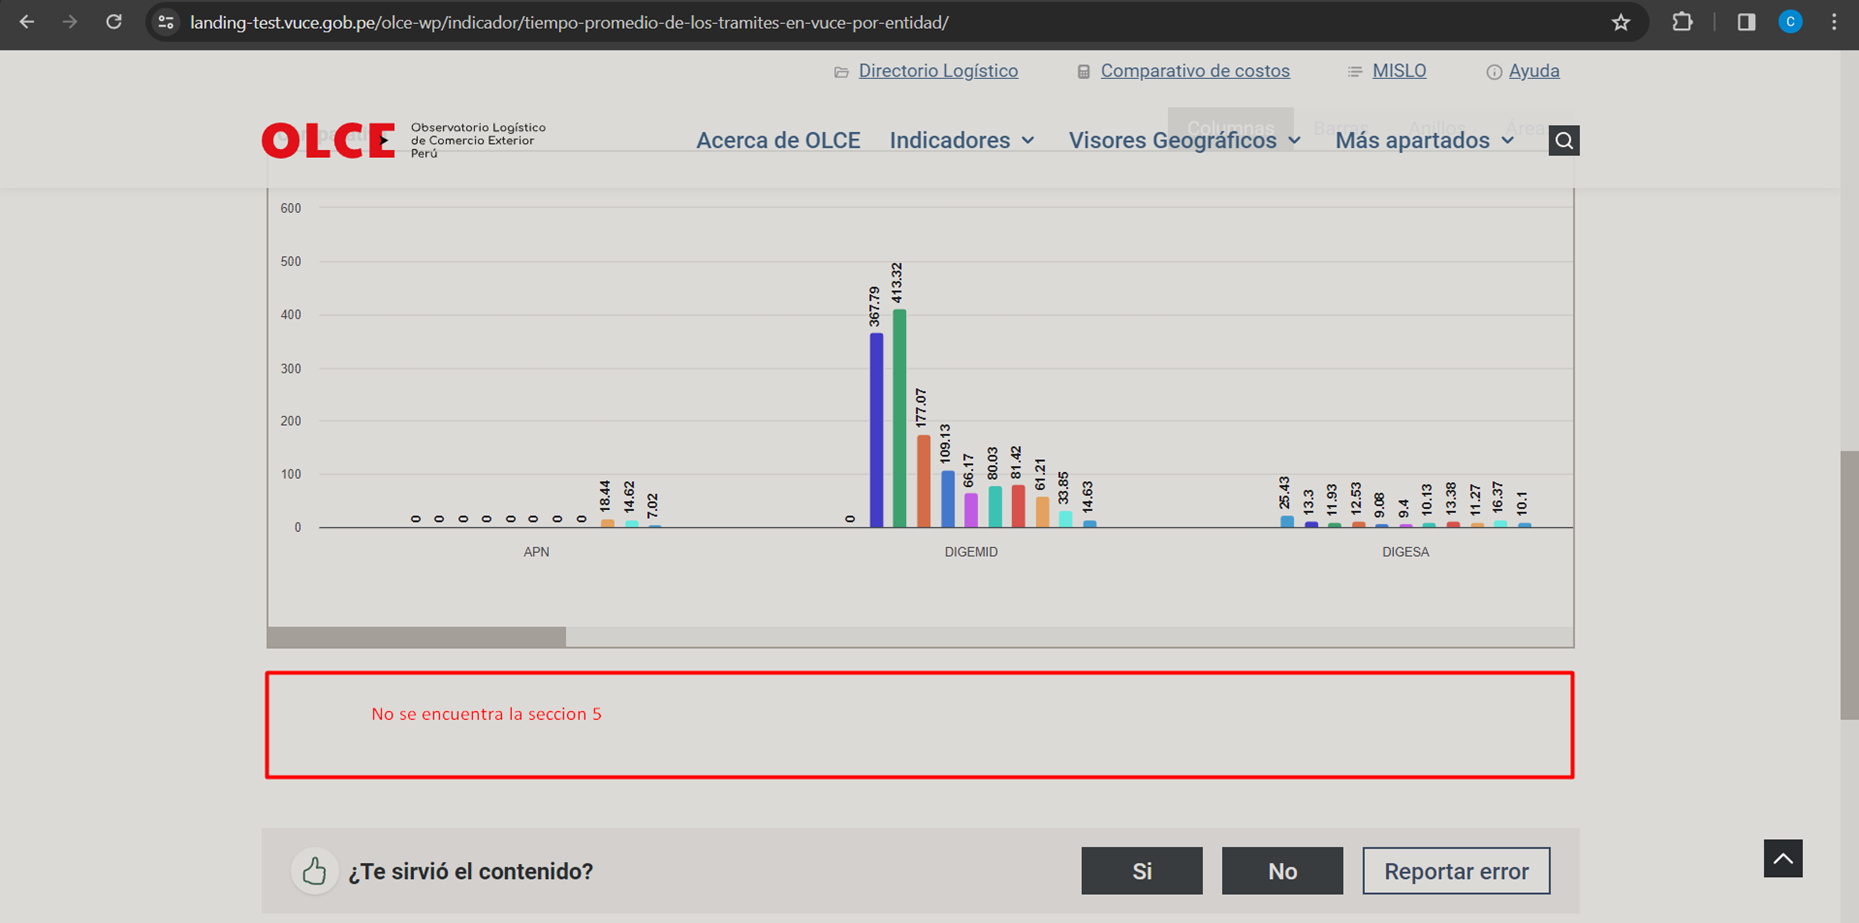 landing-test.vuce.gob.pe/olce-wp/indicador/tiempo-promedio-de-los-tramites-en-vuce-por-entidad/
C
Directorio Logístico
Comparativo de costos
MISLO
Ayuda
OLCE
Observatorio Logístico
de Comercio Exterior
Perú
Acerca de OLCE
Indicadores
Visores Geográficos
Más apartados
Columnas
Barras
Anillos
Áreas
600
500
400
300
200
100
0
0 0 0 0 0 0 0 0 18.44 14.62 7.02
0 367.79 413.32 177.07 109.13 66.17 80.03 81.42 61.21 33.85 14.63
25.43 13.3 11.93 12.53 9.08 9.4 10.13 13.38 11.27 16.37 10.1
APN
DIGEMID
DIGESA
No se encuentra la seccion 5
¿Te sirvió el contenido?
Si
No
Reportar error